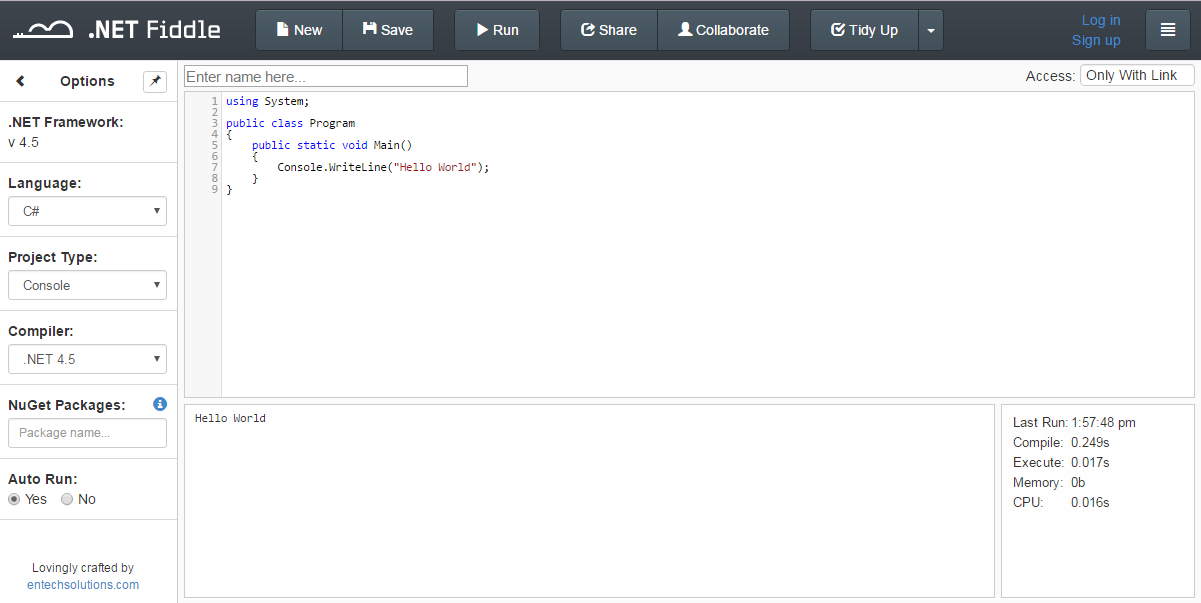 .NET Fiddle New Save Run Share Collaborate Tidy Up Log in
Sign up
Options
Enter name here... Access: Only With Link
.NET Framework:
v 4.5
Language:
C#
Project Type:
Console
Compiler:
.NET 4.5
NuGet Packages:
Package name...
Auto Run:
Yes No
Lovingly crafted by
entechsolutions.com
1 using System;
2
3 public class Program
4 {
5     public static void Main()
6     {
7         Console.WriteLine("Hello World");
8     }
9 }
Hello World
Last Run: 1:57:48 pm
Compile: 0.249s
Execute: 0.017s
Memory: 0b
CPU: 0.016s